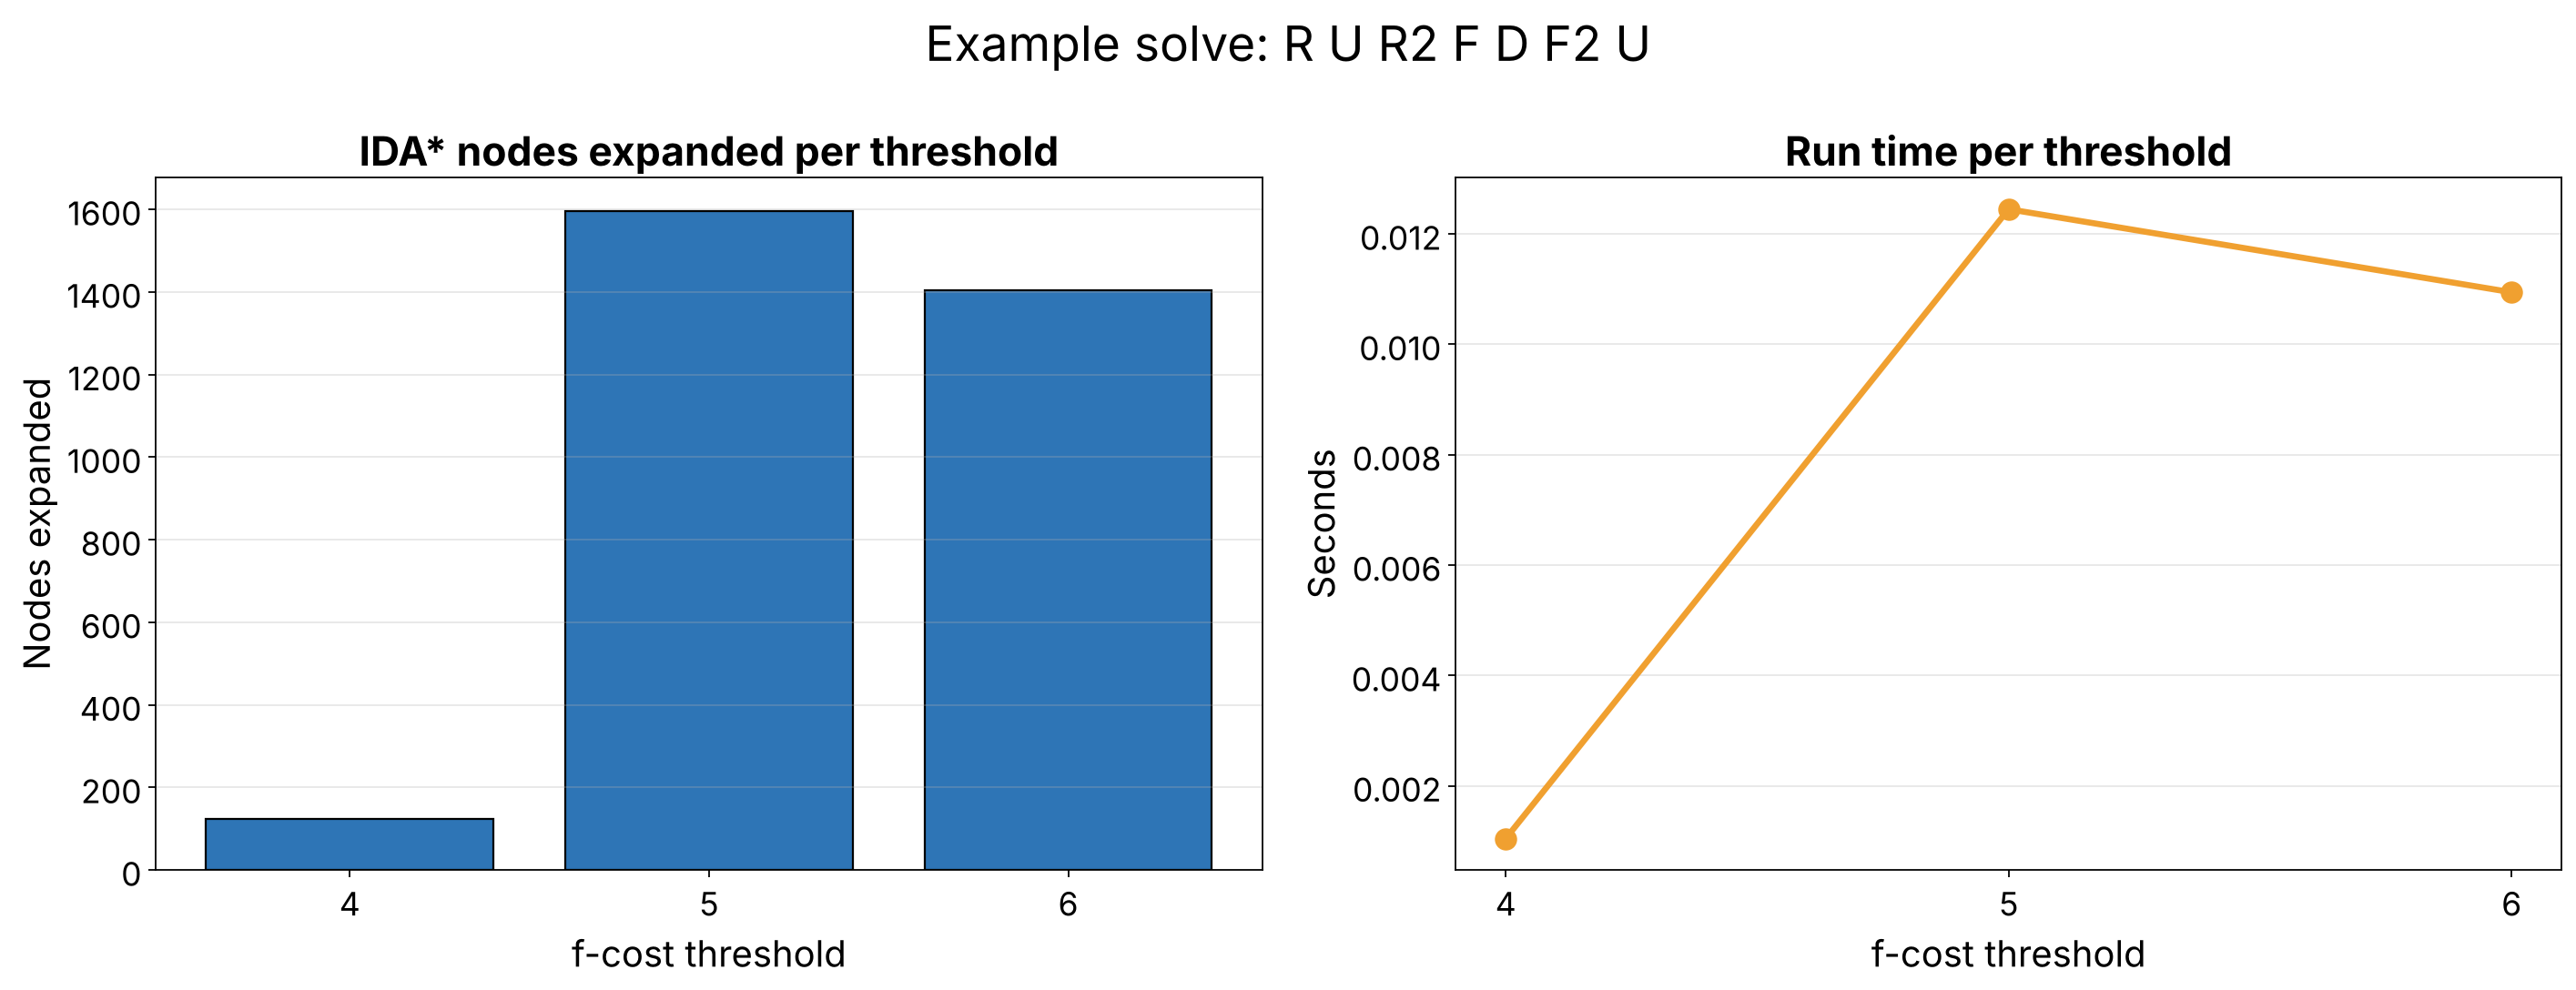 Example solve: R U R2 F D F2 U
IDA* nodes expanded per threshold
Nodes expanded
1600
1400
1200
1000
800
600
400
200
0
4 5 6
f-cost threshold
Run time per threshold
Seconds
0.012
0.010
0.008
0.006
0.004
0.002
4 5 6
f-cost threshold